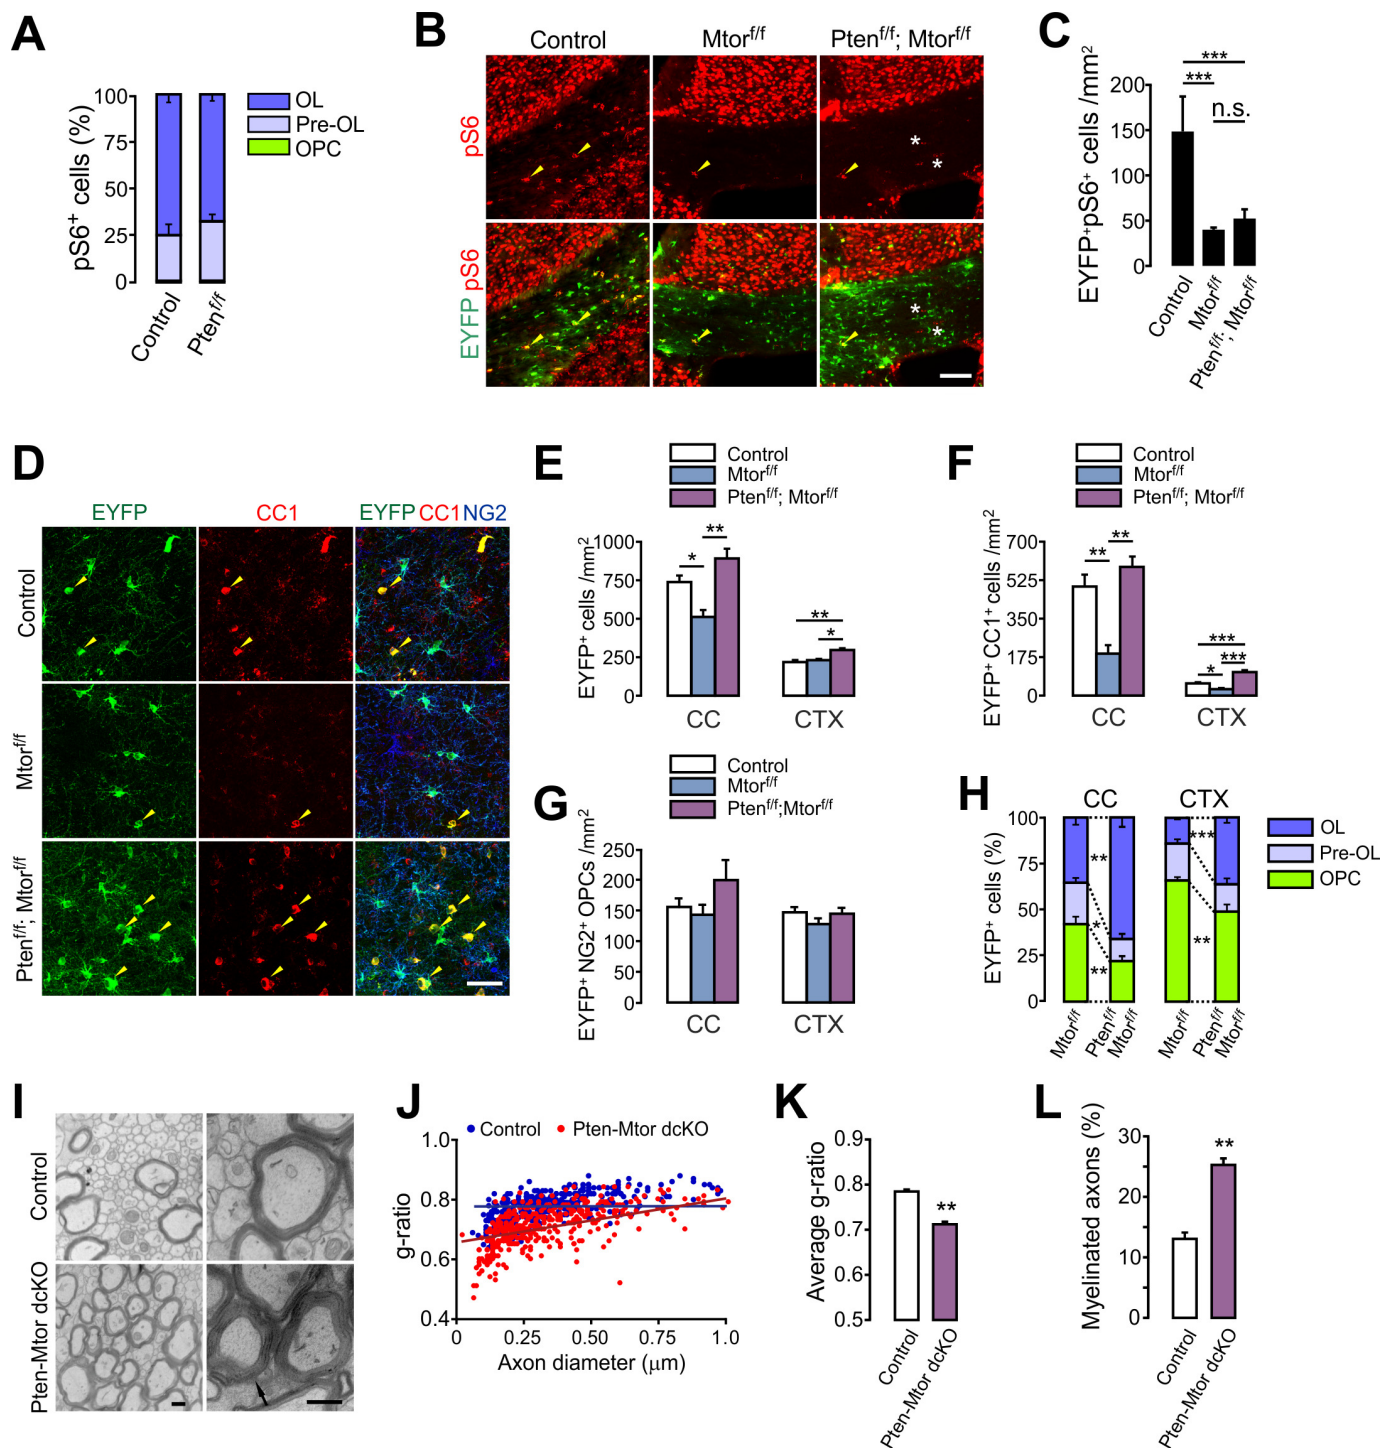 A
OL
Pre-OL
OPC
pS6+ cells (%)
100
75
50
25
0
Control
Ptenf/f
B
Control
Mtorf/f
Ptenf/f; Mtorf/f
pS6
EYFP pS6
*
*
*
*
C
EYFP+pS6+ cells /mm2
***
***
n.s.
200
150
100
50
0
Control
Mtorf/f
Ptenf/f; Mtorf/f
D
EYFP
CC1
EYFP CC1 NG2
Control
Mtorf/f
Ptenf/f; Mtorf/f
E
Control
Mtorf/f
Ptenf/f; Mtorf/f
EYFP+ cells /mm2
1000
750
500
250
0
*
**
**
*
CC
CTX
F
Control
Mtorf/f
Ptenf/f; Mtorf/f
EYFP+ CC1+ cells /mm2
700
525
350
175
0
**
**
***
*
***
CC
CTX
G
Control
Mtorf/f
Ptenf/f;Mtorf/f
EYFP+ NG2+ OPCs /mm2
250
200
150
100
50
0
CC
CTX
H
CC
CTX
OL
Pre-OL
OPC
EYFP+ cells (%)
100
75
50
25
0
**
*
**
***
**
Mtorf/f
Ptenf/f
Mtorf/f
Mtorf/f
Ptenf/f
Mtorf/f
I
Control
Pten-Mtor dcKO
J
Control
Pten-Mtor dcKO
g-ratio
1.0
0.8
0.6
0.4
0
0.25
0.50
0.75
1.0
Axon diameter (µm)
K
Average g-ratio
0.9
0.8
0.7
0.6
0.5
**
Control
Pten-Mtor dcKO
L
Myelinated axons (%)
30
20
10
0
**
Control
Pten-Mtor dcKO